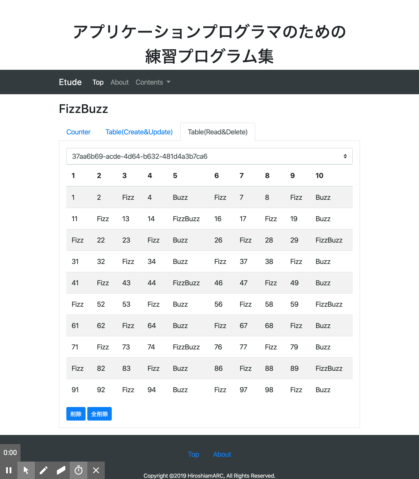 アプリケーションプログラマのための
練習プログラム集
Etude Top About Contents
FizzBuzz
Counter Table(Create&Update) Table(Read&Delete)
37aa6b69-acde-4d64-b632-481d4a3b7ca6
1 2 3 4 5 6 7 8 9 10
1 2 Fizz 4 Buzz Fizz 7 8 Fizz Buzz
11 Fizz 13 14 FizzBuzz 16 17 Fizz 19 Buzz
Fizz 22 23 Fizz Buzz 26 Fizz 28 29 FizzBuzz
31 32 Fizz 34 Buzz Fizz 37 38 Fizz Buzz
41 Fizz 43 44 FizzBuzz 46 47 Fizz 49 Buzz
Fizz 52 53 Fizz Buzz 56 Fizz 58 59 FizzBuzz
61 62 Fizz 64 Buzz Fizz 67 68 Fizz Buzz
71 Fizz 73 74 FizzBuzz 76 77 Fizz 79 Buzz
Fizz 82 83 Fizz Buzz 86 Fizz 88 89 FizzBuzz
91 92 Fizz 94 Buzz Fizz 97 98 Fizz Buzz
削除 全削除
Top About
0:00
Copyright ©2019 HiroshiamARC, All Rights Reserved.